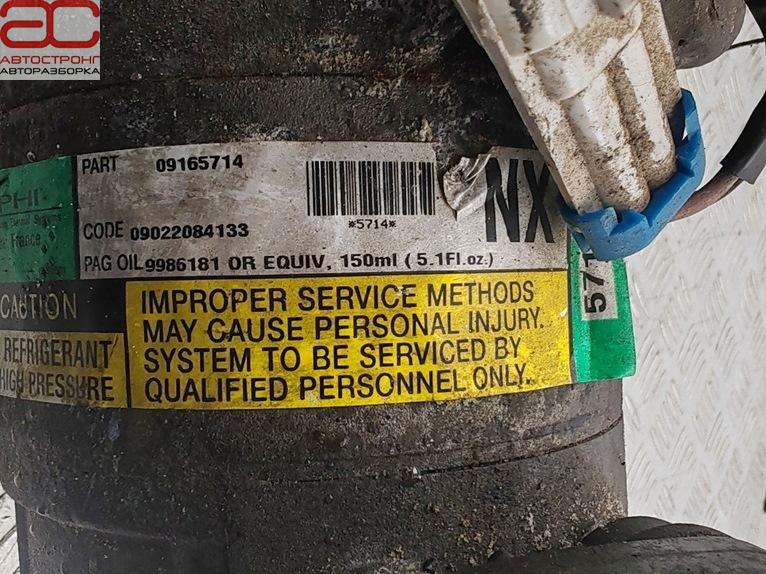 АС
АВТОСТРОНГ
АВТОРАЗБОРКА
PART 09165714
*5714*
NX
CODE 09022084133
PAG OIL 9986181 OR EQUIV, 150ml (5.1Fl.oz.)
PHI
France
571
CAUTION
REFRIGERANT
HIGH PRESSURE
IMPROPER SERVICE METHODS
MAY CAUSE PERSONAL INJURY.
SYSTEM TO BE SERVICED BY
QUALIFIED PERSONNEL ONLY.